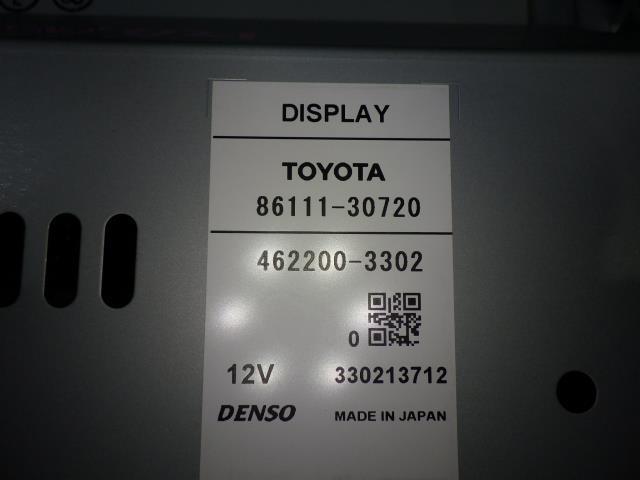 DISPLAY
TOYOTA
86111-30720
462200-3302
0
12V 330213712
DENSO MADE IN JAPAN